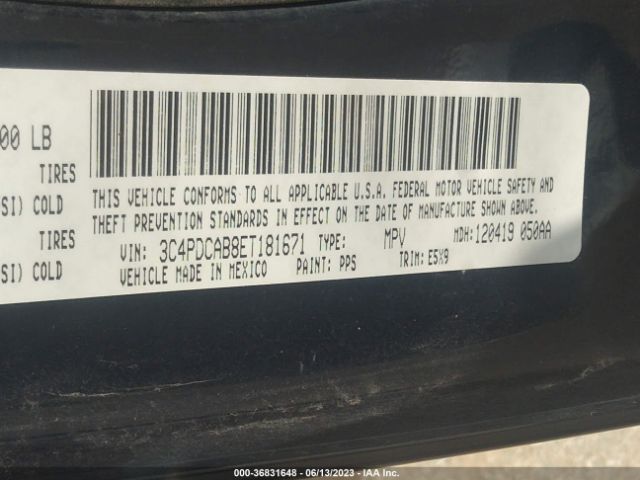 00 LB
TIRES
SI) COLD
TIRES
SI) COLD
THIS VEHICLE CONFORMS TO ALL APPLICABLE U.S.A. FEDERAL MOTOR VEHICLE SAFETY AND
THEFT PREVENTION STANDARDS IN EFFECT ON THE DATE OF MANUFACTURE SHOWN ABOVE.
VIN: 3C4PDCAB8ET181671 TYPE: MPV MDH: 120419 050AA
VEHICLE MADE IN MEXICO PAINT: PPS TRIM: E5X9
000-36831648 - 06/13/2023 - IAA Inc.